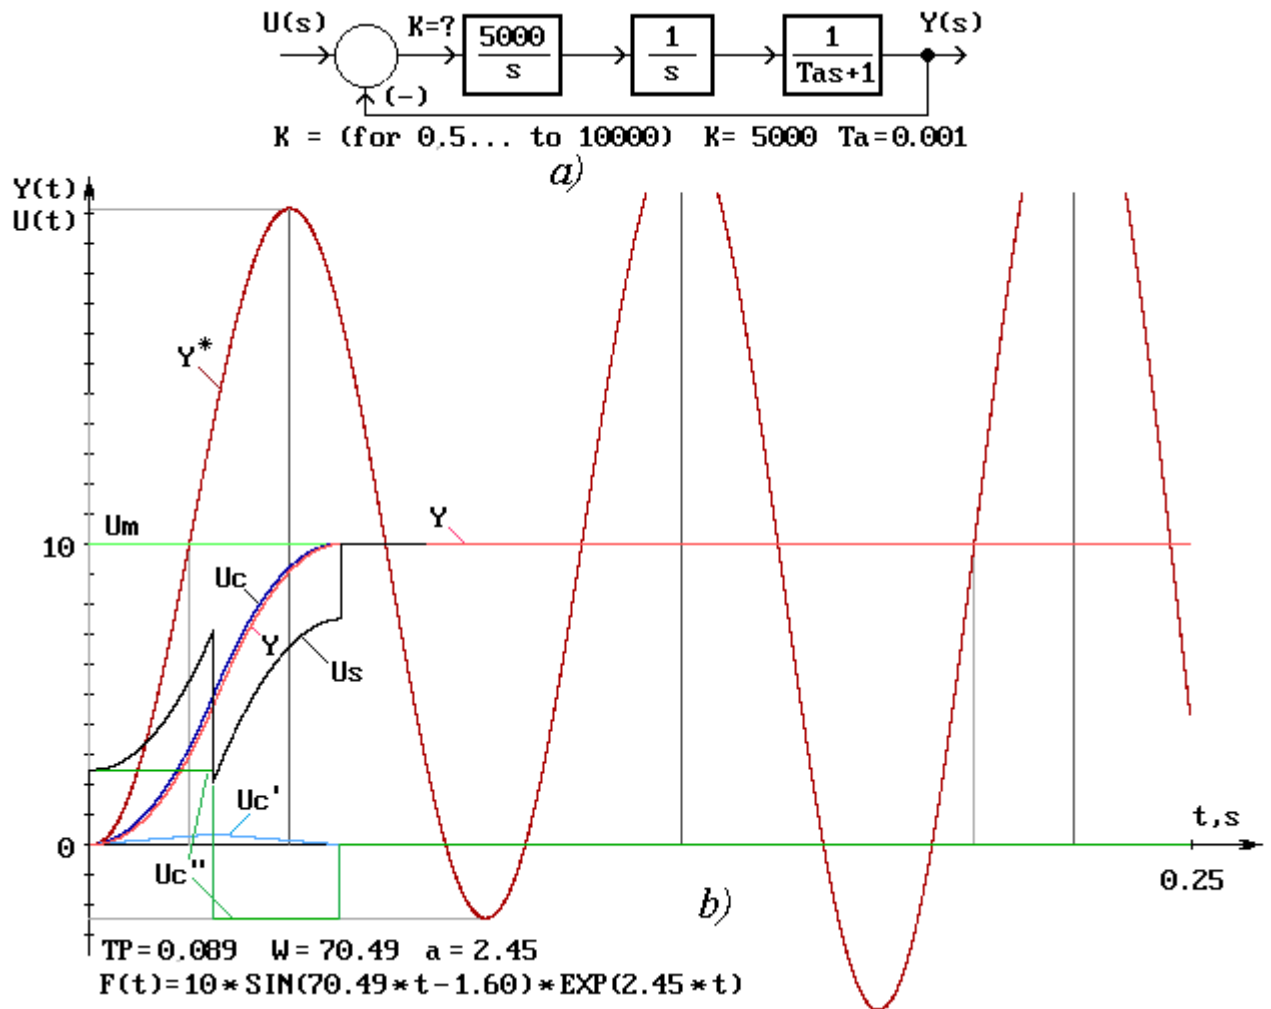 U(s) K=? 5000 1 1 Y(s)
s s Tas+1
(-)
K = (for 0.5... to 10000) K= 5000 Ta=0.001
a)
Y(t)
U(t)
Y*
Um
Y
10
Uc
Y
Us
Uc'
t,s
0
Uc"
0.25
b)
TP=0.089 W=70.49 a=2.45
F(t)=10*SIN(70.49*t-1.60)*EXP(2.45*t)